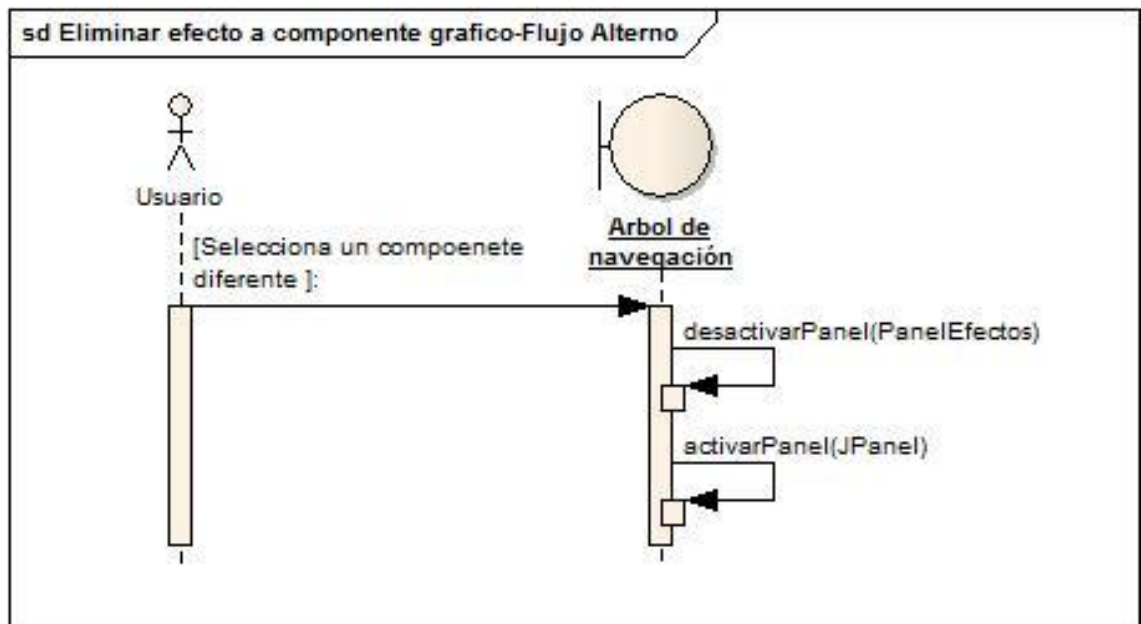 sd Eliminar efecto a componente grafico-Flujo Alterno
Usuario
Arbol de
navegación
[Selecciona un compoenete
diferente ]:
desactivarPanel(PanelEfectos)
activarPanel(JPanel)